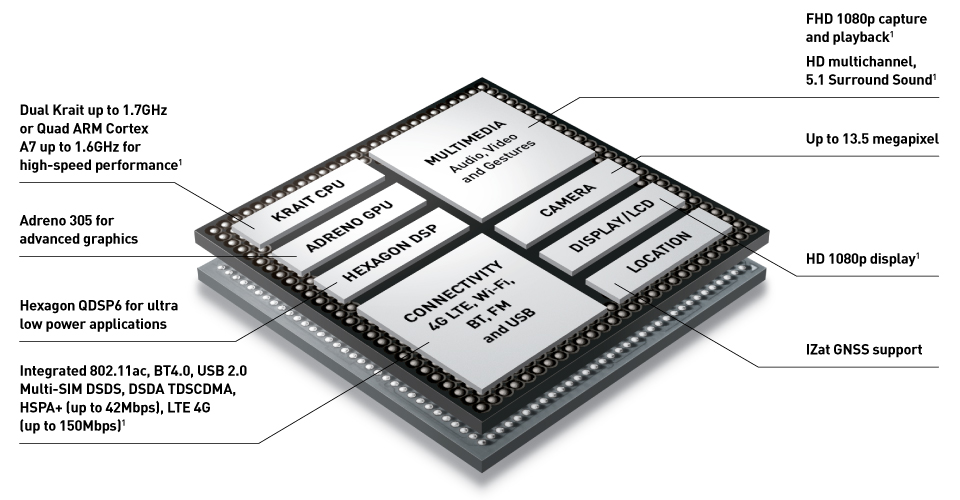 FHD 1080p capture
and playback¹
HD multichannel,
5.1 Surround Sound¹
Dual Krait up to 1.7GHz
or Quad ARM Cortex
A7 up to 1.6GHz for
high-speed performance¹
Up to 13.5 megapixel
Adreno 305 for
advanced graphics
HD 1080p display¹
Hexagon QDSP6 for ultra
low power applications
IZat GNSS support
Integrated 802.11ac, BT4.0, USB 2.0
Multi-SIM DSDS, DSDA TDSCDMA,
HSPA+ (up to 42Mbps), LTE 4G
(up to 150Mbps)¹
MULTIMEDIA
Audio, Video
and Gestures
KRAIT CPU
ADRENO GPU
HEXAGON DSP
CAMERA
DISPLAY/LCD
LOCATION
CONNECTIVITY
4G LTE, Wi-Fi,
BT, FM
and USB